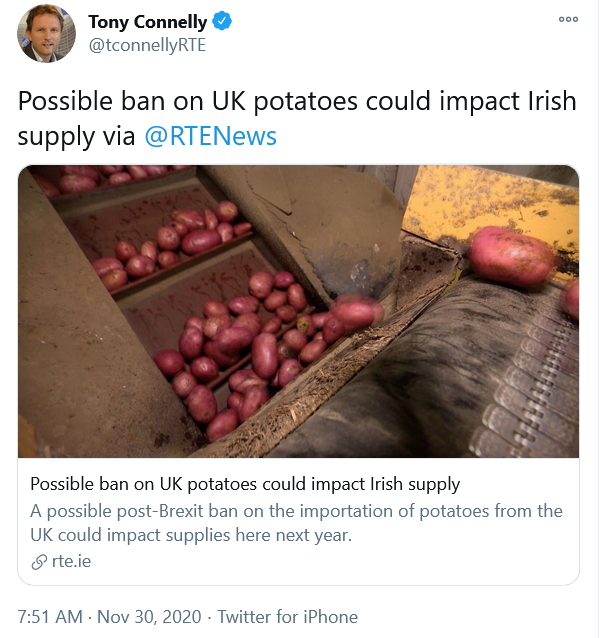 Tony Connelly
@tconnellyRTE
Possible ban on UK potatoes could impact Irish
supply via @RTENews
Possible ban on UK potatoes could impact Irish supply
A possible post-Brexit ban on the importation of potatoes from the
UK could impact supplies here next year.
rte.ie
7:51 AM · Nov 30, 2020 · Twitter for iPhone